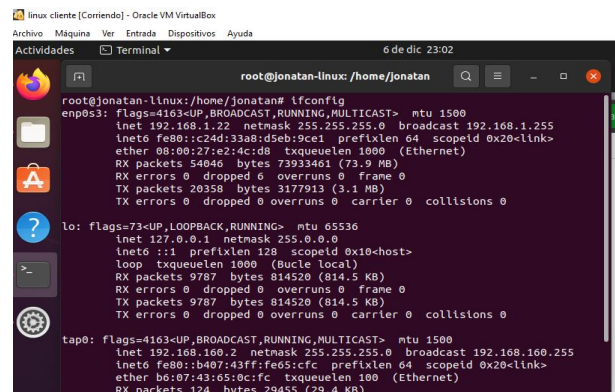 linux cliente [Corriendo] - Oracle VM VirtualBox
Archivo Máquina Ver Entrada Dispositivos Ayuda
Actividades Terminal 6 de dic 23:02
root@jonatan-linux: /home/jonatan
root@jonatan-linux:/home/jonatan# ifconfig
enp0s3: flags=4163<UP,BROADCAST,RUNNING,MULTICAST> mtu 1500
inet 192.168.1.22 netmask 255.255.255.0 broadcast 192.168.1.255
inet6 fe80::c24d:33a8:d5eb:9ce1 prefixlen 64 scopeid 0x20<link>
ether 08:00:27:e2:4c:d8 txqueuelen 1000 (Ethernet)
RX packets 54046 bytes 73933461 (73.9 MB)
RX errors 0 dropped 6 overruns 0 frame 0
TX packets 20358 bytes 3177913 (3.1 MB)
TX errors 0 dropped 0 overruns 0 carrier 0 collisions 0
lo: flags=73<UP,LOOPBACK,RUNNING> mtu 65536
inet 127.0.0.1 netmask 255.0.0.0
inet6 ::1 prefixlen 128 scopeid 0x10<host>
loop txqueuelen 1000 (Bucle local)
RX packets 9787 bytes 814520 (814.5 KB)
RX errors 0 dropped 0 overruns 0 frame 0
TX packets 9787 bytes 814520 (814.5 KB)
TX errors 0 dropped 0 overruns 0 carrier 0 collisions 0
tap0: flags=4163<UP,BROADCAST,RUNNING,MULTICAST> mtu 1500
inet 192.168.160.2 netmask 255.255.255.0 broadcast 192.168.160.255
inet6 fe80::b407:43ff:fe65:cfc prefixlen 64 scopeid 0x20<link>
ether b6:07:43:65:0c:fc txqueuelen 100 (Ethernet)
RX packets 124 bytes 29455 (29.4 KB)